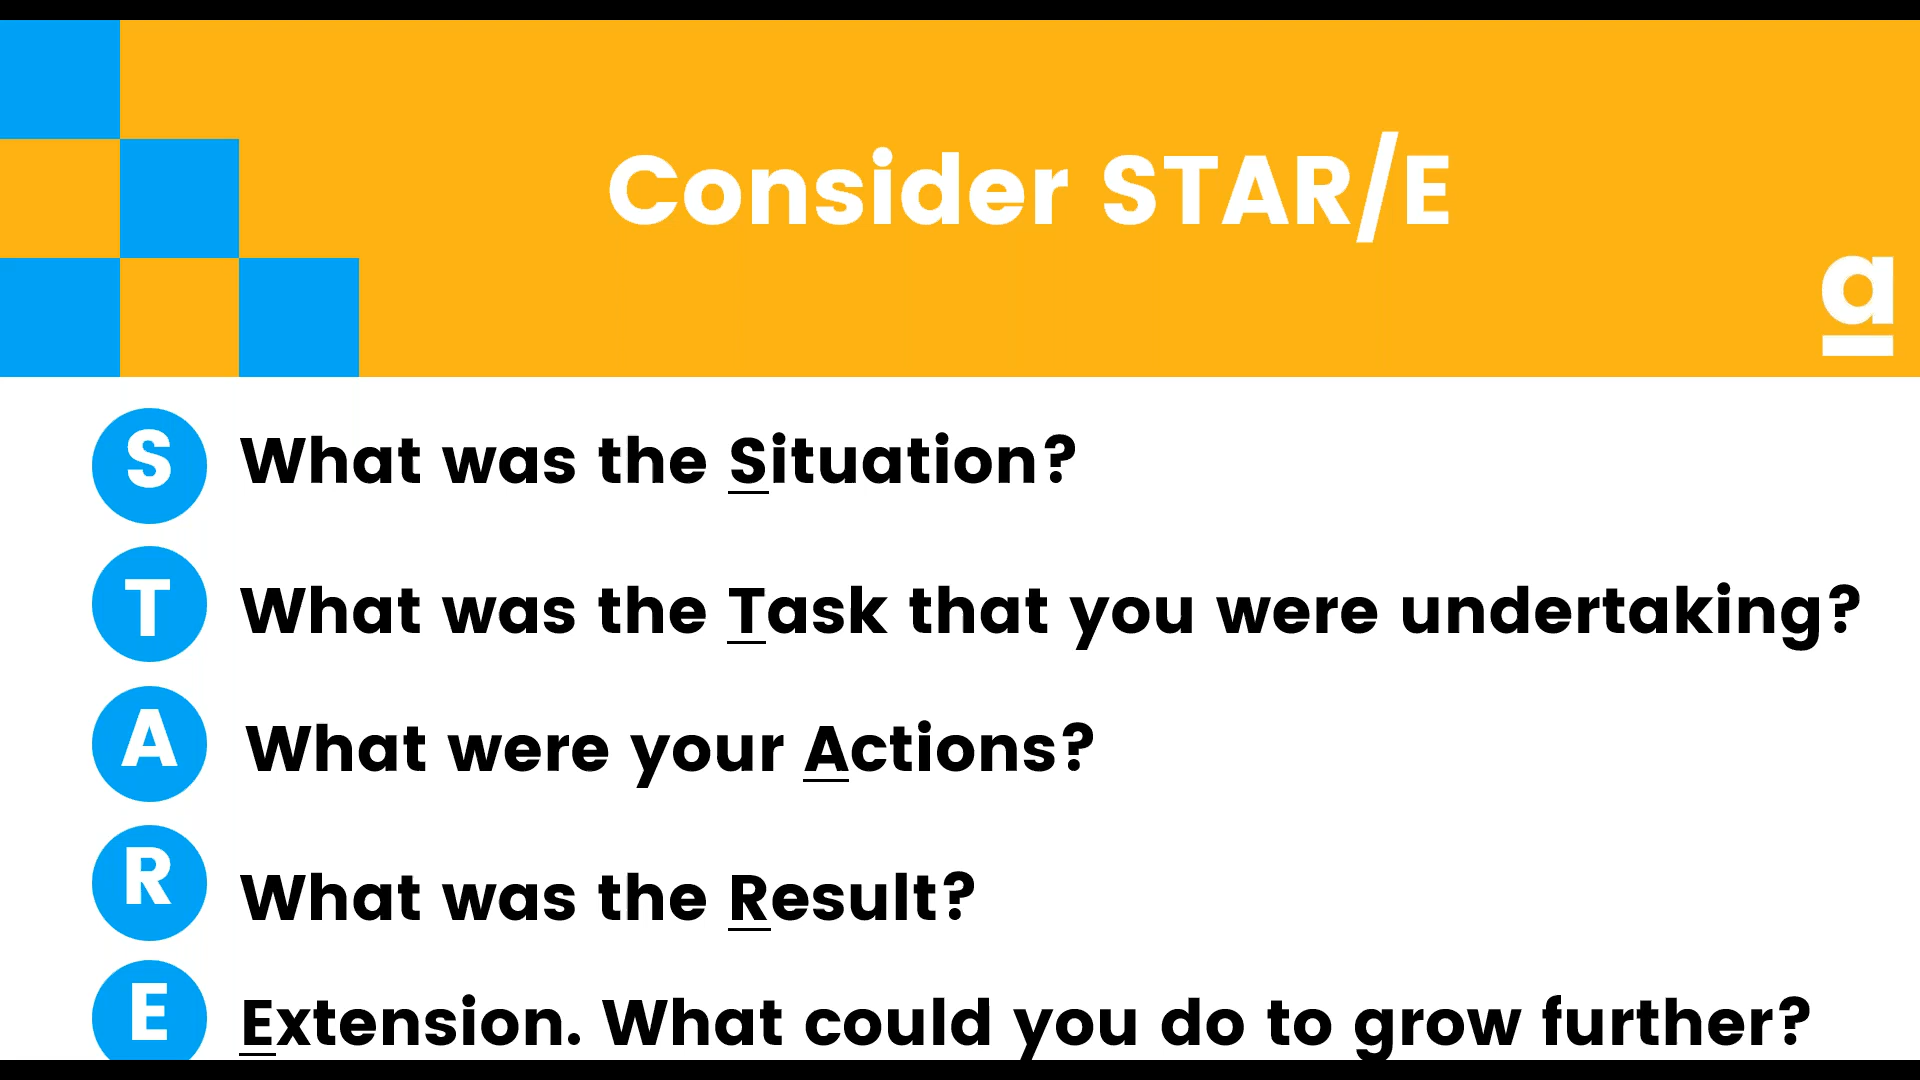 Consider STAR/E
a
S What was the Situation?
T What was the Task that you were undertaking?
A What were your Actions?
R What was the Result?
E Extension. What could you do to grow further?